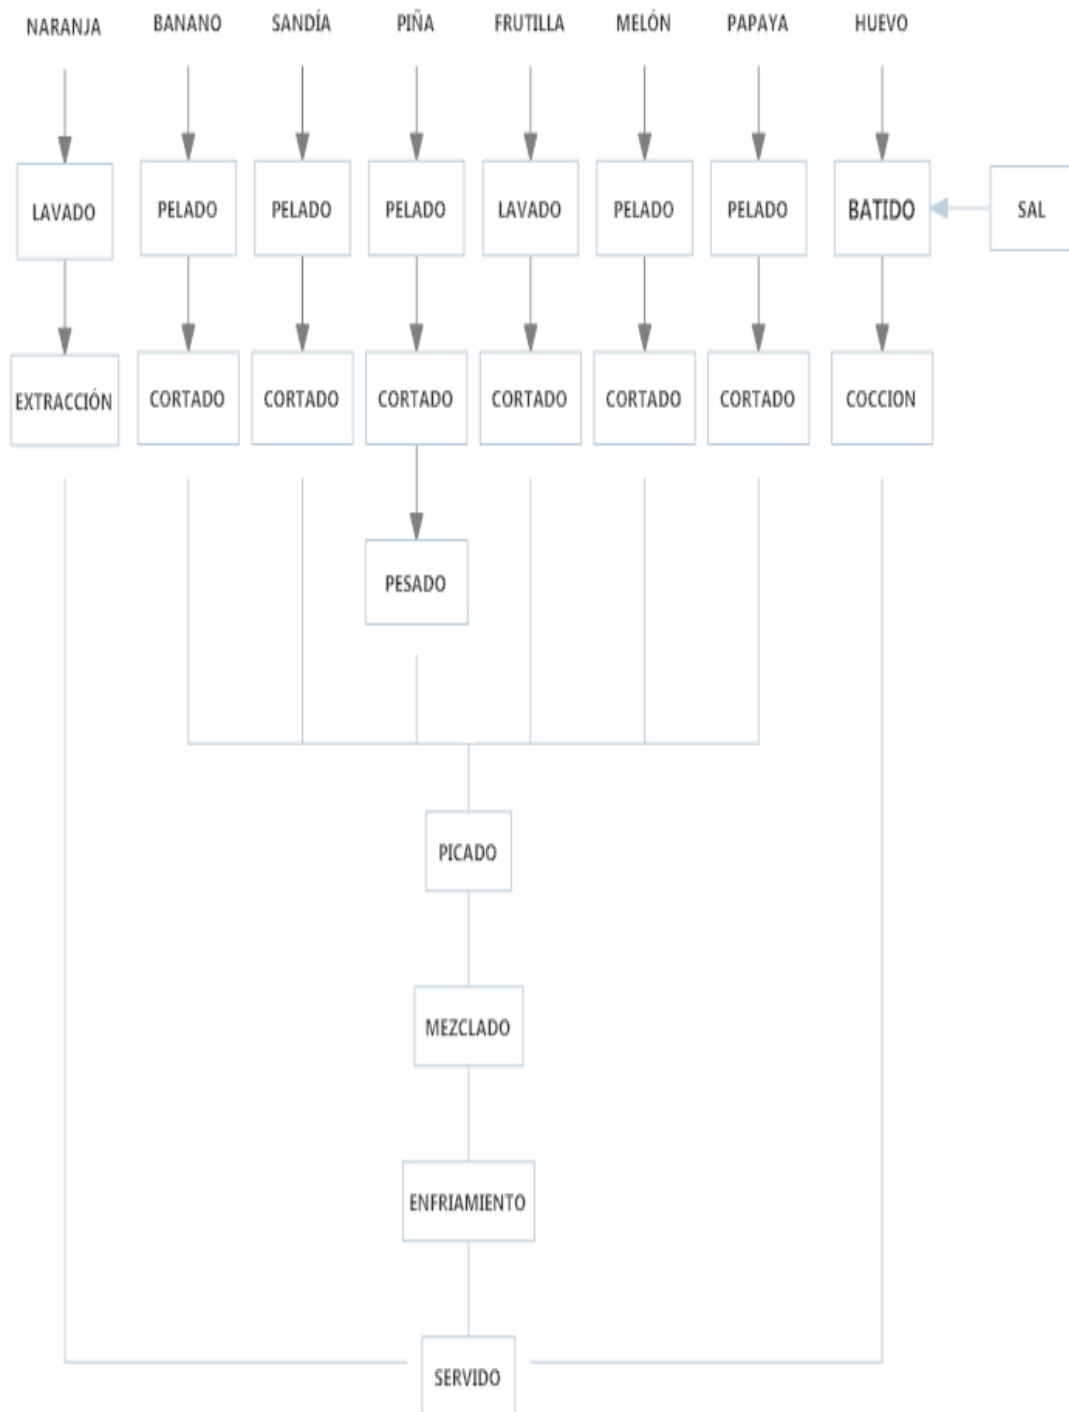 NARANJA BANANO SANDÍA PIÑA FRUTILLA MELÓN PAPAYA HUEVO
LAVADO PELADO PELADO PELADO LAVADO PELADO PELADO BATIDO SAL
EXTRACCIÓN CORTADO CORTADO CORTADO CORTADO CORTADO CORTADO COCCION
PESADO
PICADO
MEZCLADO
ENFRIAMIENTO
SERVIDO